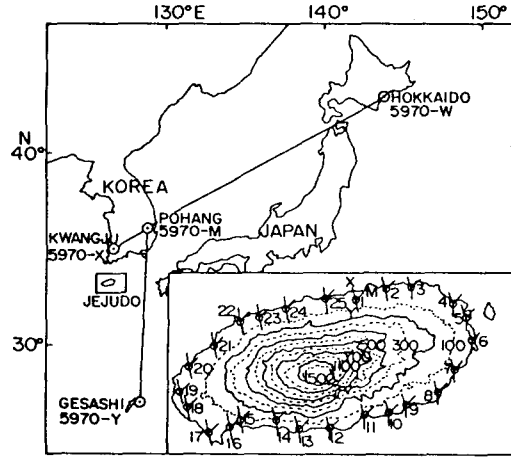 130°E 140° 150°
HOKKAIDO
5970-W
N
40°
KOREA
POHANG
5970-M
KWANGJU
5970-X
JAPAN
JEJUDO
30°
GESASHI
5970-Y
X
M 2 3
22 23 24 25 4
5
21 500 300 100 6
20 1500
19
18 8
17 16 15 14 13 12 11 10 9